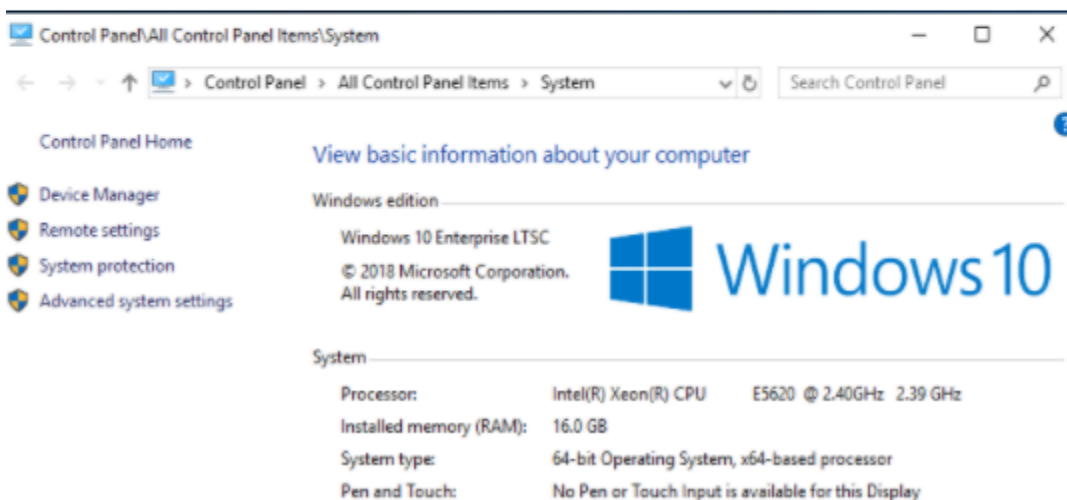 Control Panel\All Control Panel Items\System
Control Panel > All Control Panel Items > System
Search Control Panel
Control Panel Home
View basic information about your computer
Device Manager
Windows edition
Remote settings
Windows 10 Enterprise LTSC
System protection
© 2018 Microsoft Corporation.
Advanced system settings
All rights reserved.
Windows 10
System
Processor: Intel(R) Xeon(R) CPU E5620 @ 2.40GHz 2.39 GHz
Installed memory (RAM): 16.0 GB
System type: 64-bit Operating System, x64-based processor
Pen and Touch: No Pen or Touch Input is available for this Display